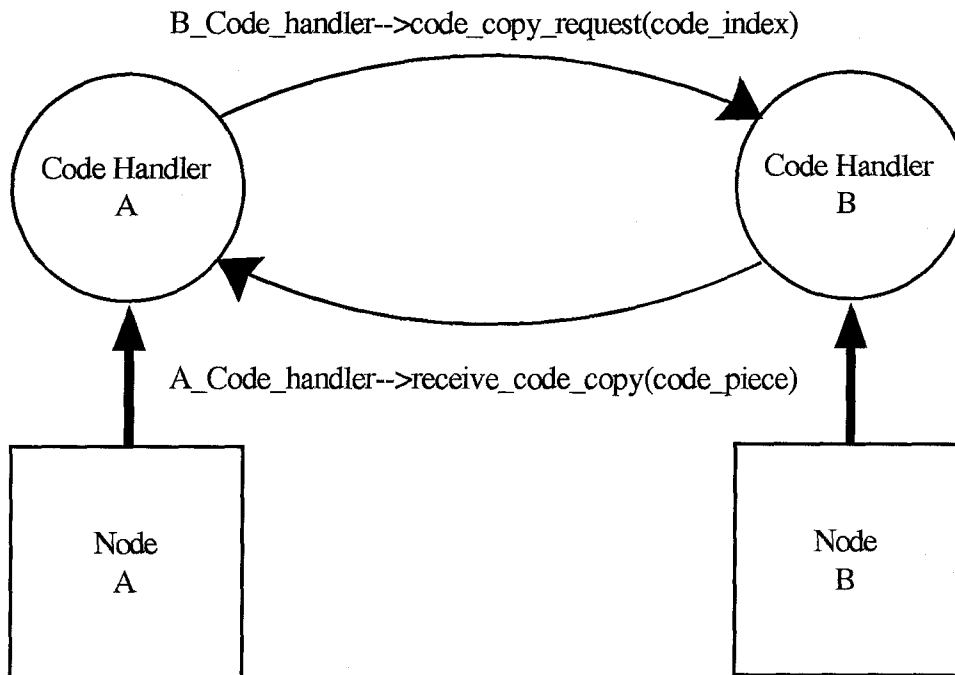 B_Code_handler-->code_copy_request(code_index)
Code Handler
A
Code Handler
B
A_Code_handler-->receive_code_copy(code_piece)
Node
A
Node
B